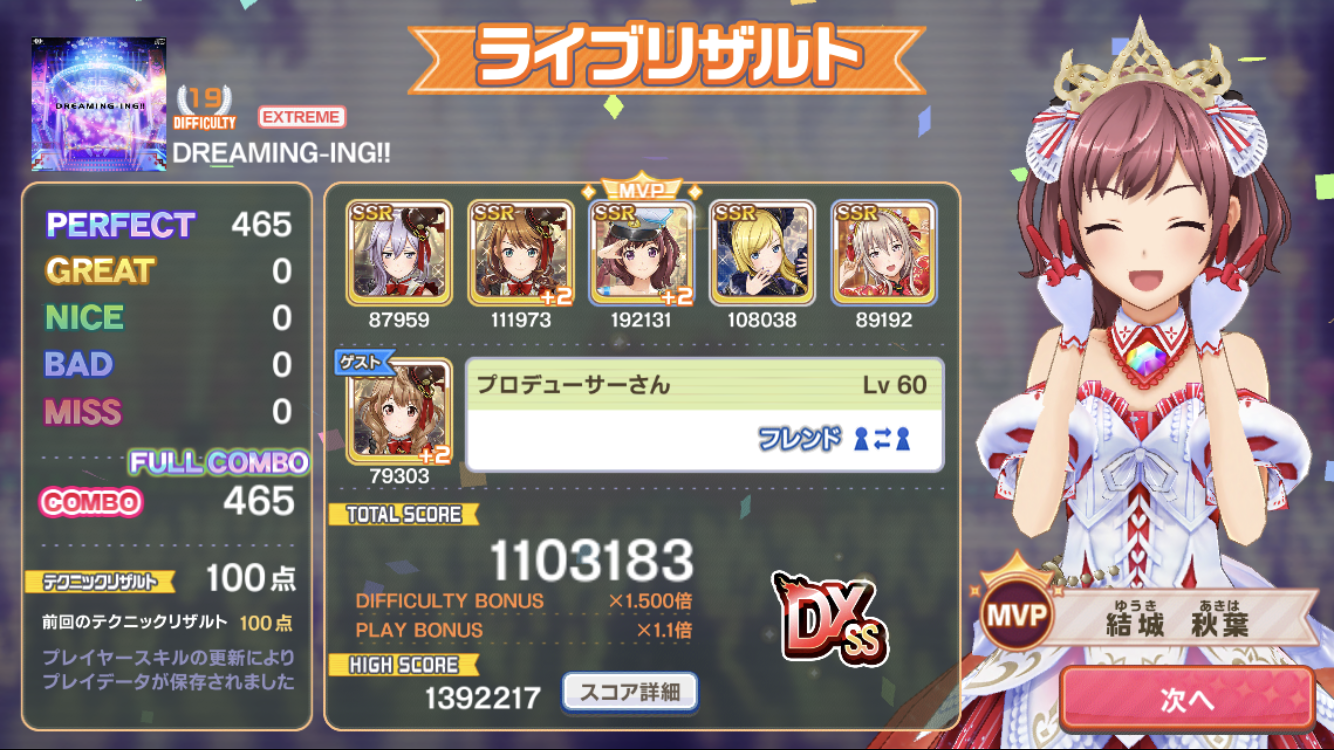 ライブリザルト
DREAMING-ING!!
19
DIFFICULTY
EXTREME
DREAMING-ING!!
PERFECT 465
GREAT 0
NICE 0
BAD 0
MISS 0
FULL COMBO
COMBO 465
テクニックリザルト 100点
前回のテクニックリザルト 100点
プレイヤースキルの更新により
プレイデータが保存されました
MVP
SSR SSR SSR SSR SSR
+2 +2
87959 111973 192131 108038 89192
ゲスト
+2
79303
プロデューサーさん Lv 60
フレンド
TOTAL SCORE
1103183
DIFFICULTY BONUS ×1.500倍
PLAY BONUS ×1.1倍
HIGH SCORE
1392217
スコア詳細
DX SS
MVP
ゆうき あきは
結城 秋葉
次へ